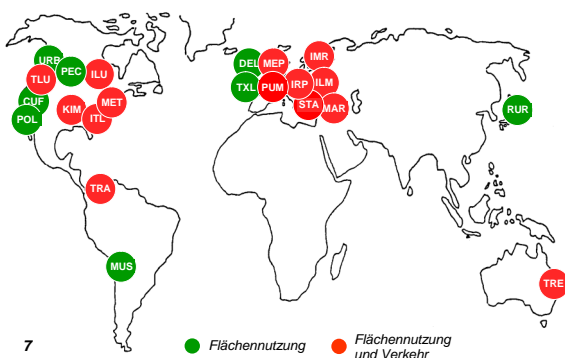 URB
PEC
ILU
TLU
CUF
POL
KIM
ITL
MET
DEL
MEP
IMR
TXL
PUM
IRP
ILM
STA
MAR
RUR
TRA
MUS
TRE
7
Flächennutzung
Flächennutzung
und Verkehr